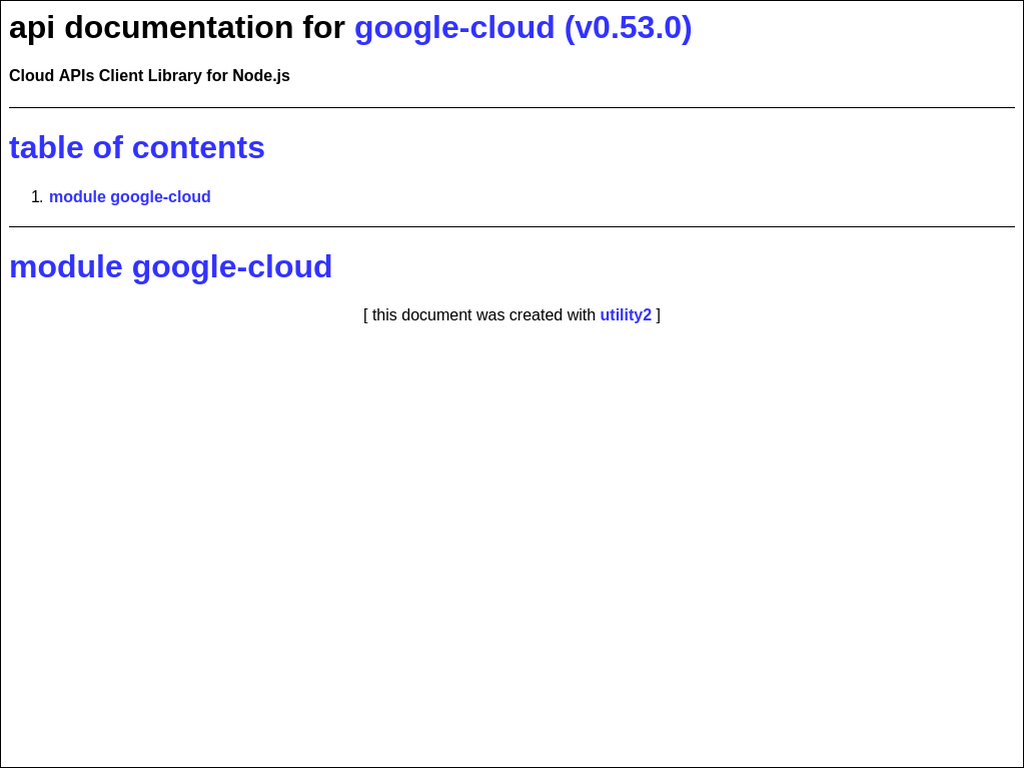 api documentation for google-cloud (v0.53.0)
Cloud APIs Client Library for Node.js
table of contents
1. module google-cloud
module google-cloud
[ this document was created with utility2 ]